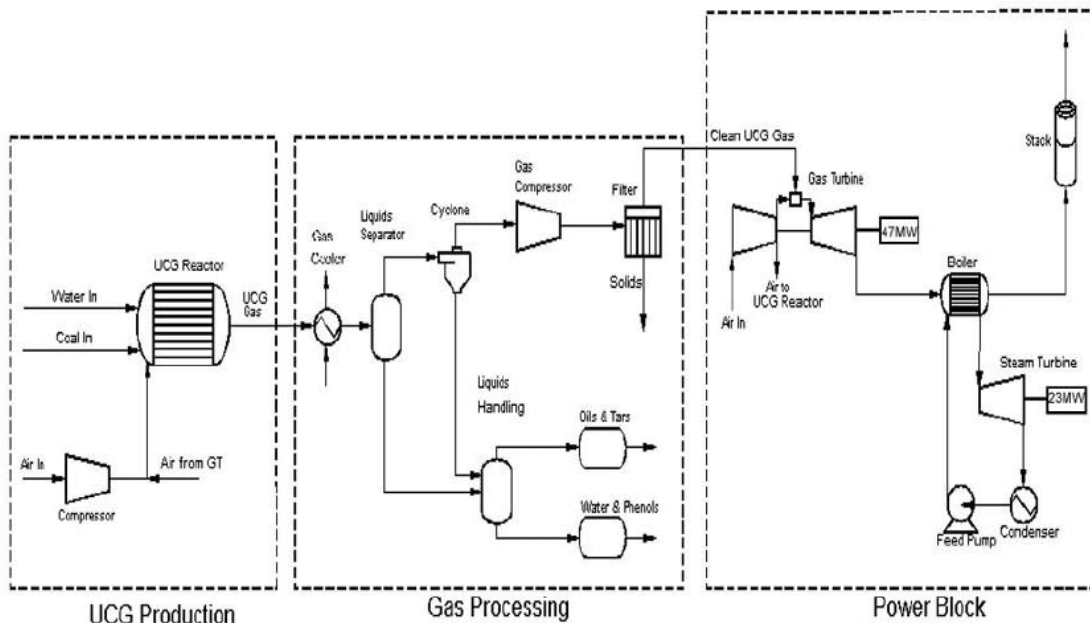 UCG Reactor
Water In
Coal In
UCG
Gas
Air In
Air from GT
Compressor
UCG Production
Gas
Cooler
Liquids
Separator
Cyclone
Gas
Compressor
Filter
Solids
Liquids
Handling
Oils & Tars
Water & Phenols
Gas Processing
Clean UCG Gas
Gas Turbine
47MW
Air to
UCG Reactor
Air In
Boiler
Stack
Steam Turbine
23MW
Feed Pump
Condenser
Power Block